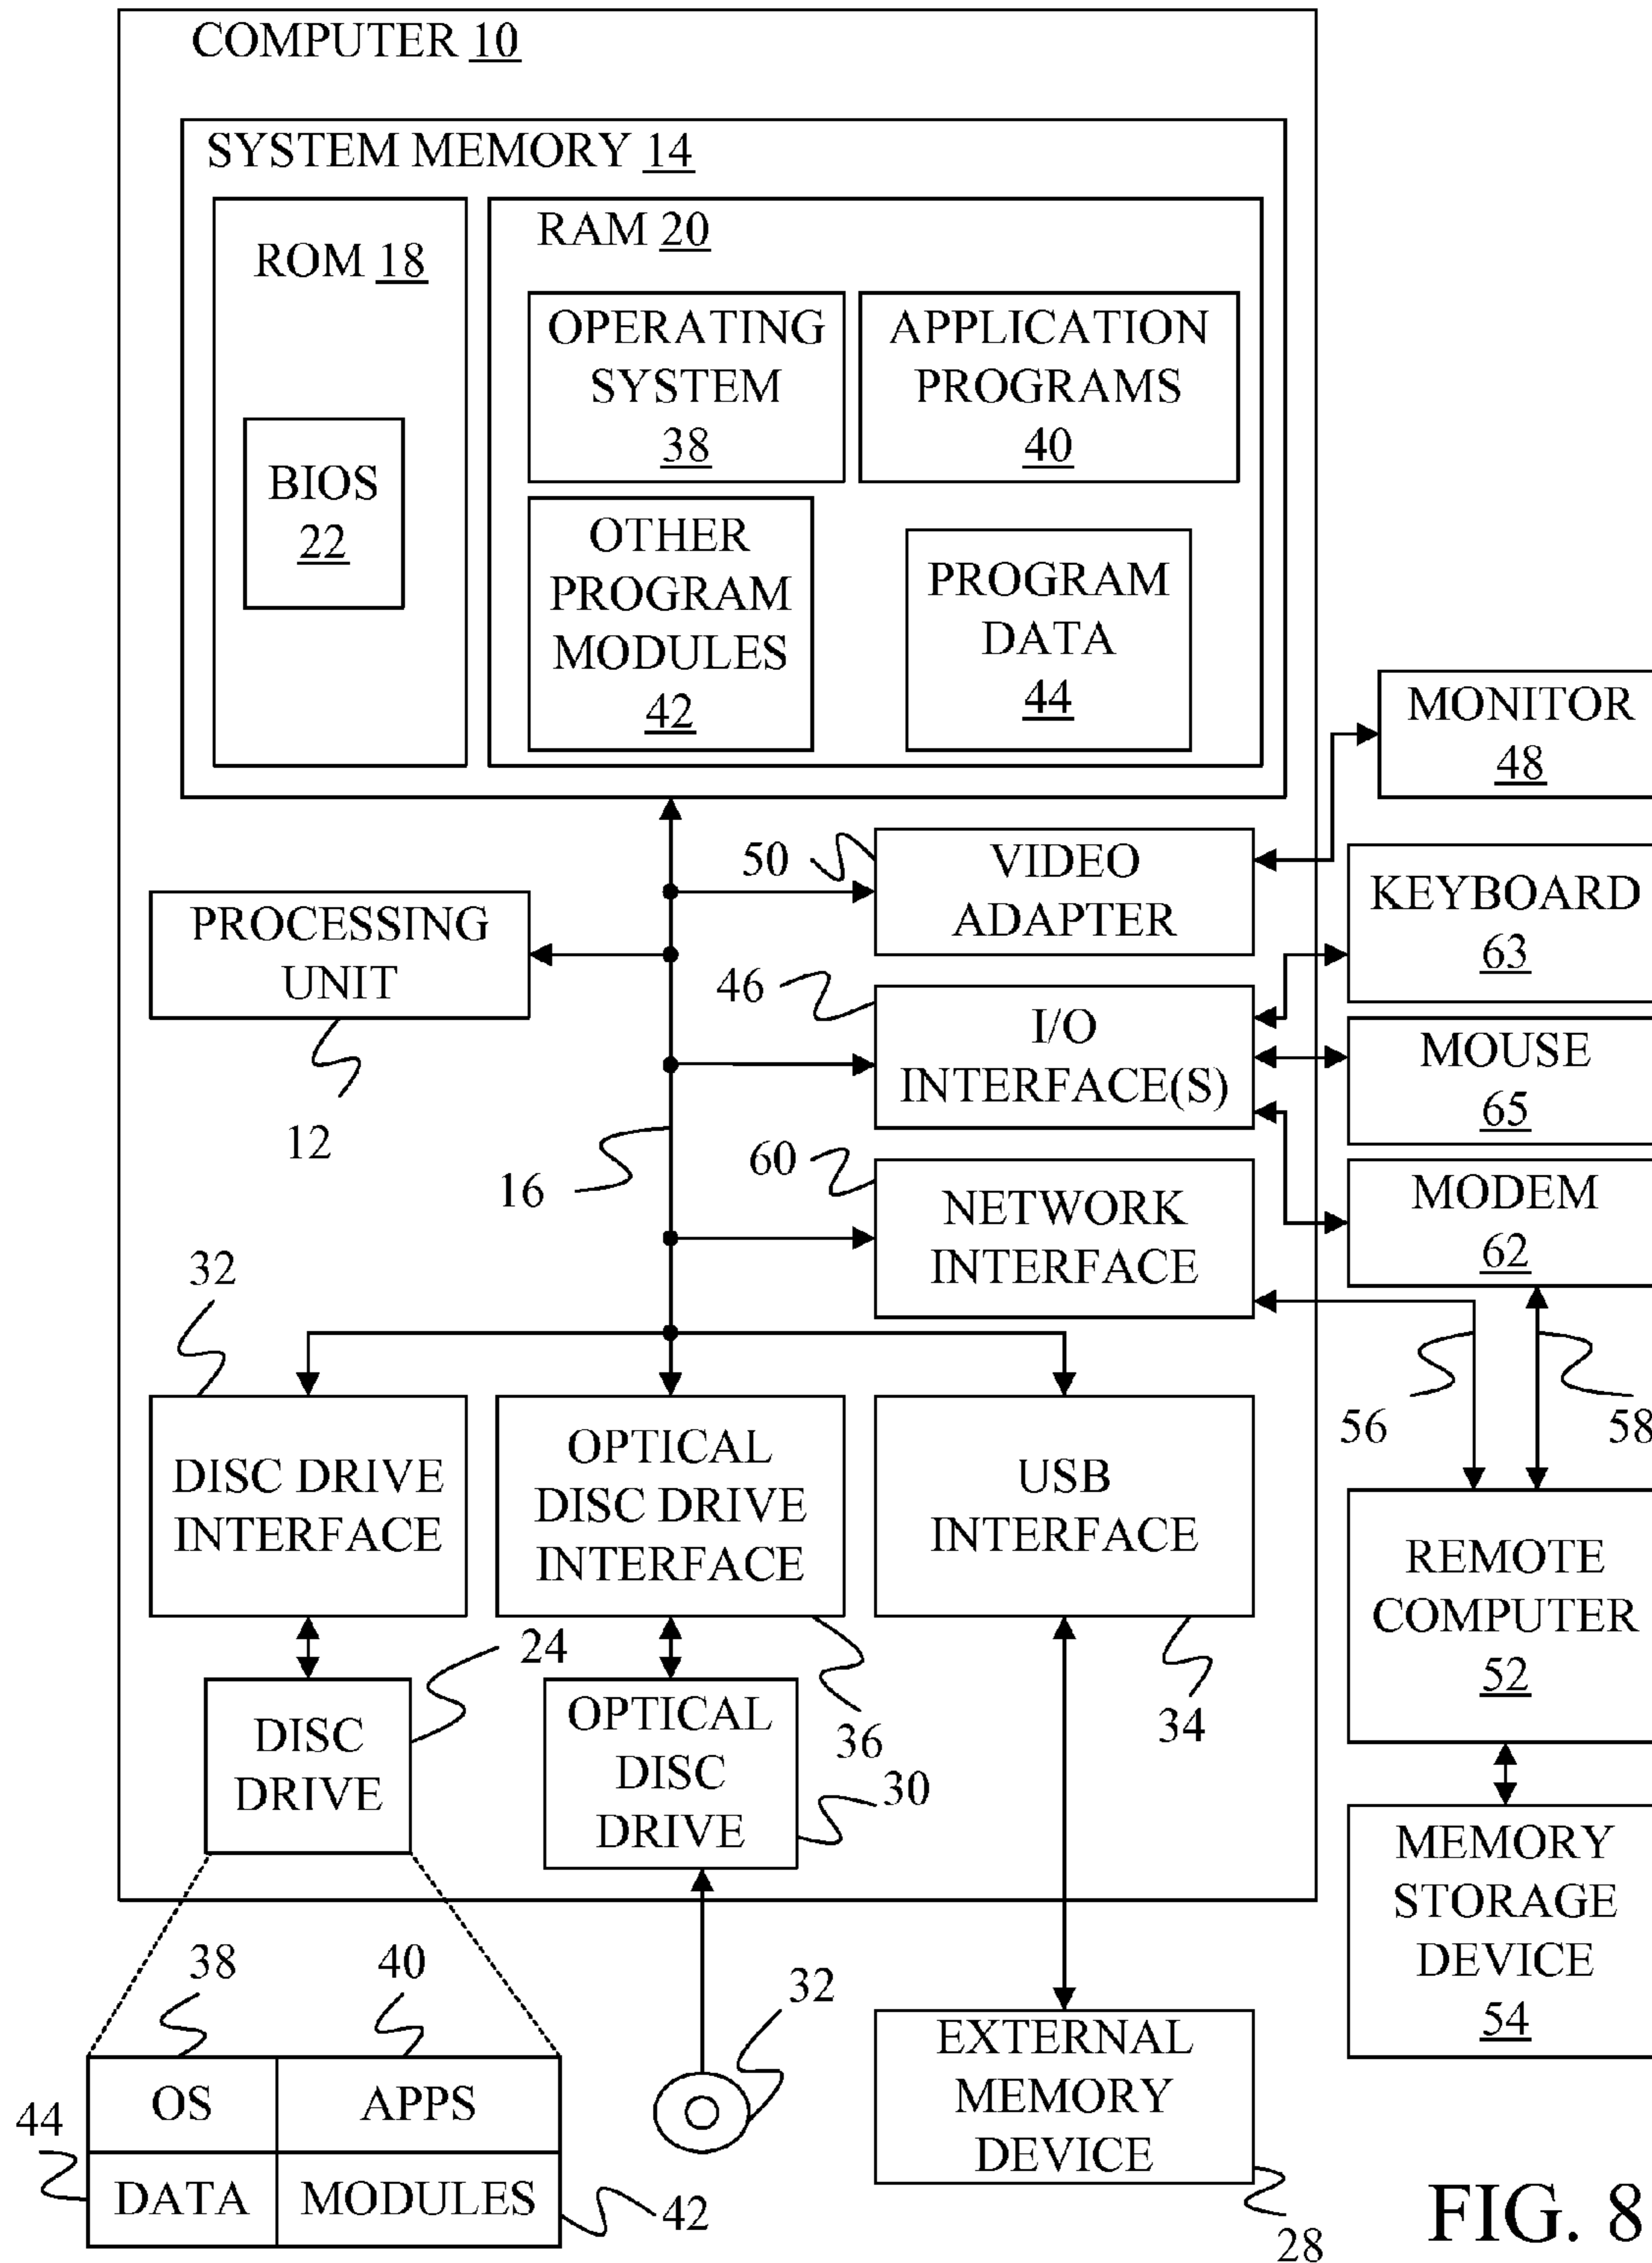 COMPUTER 10
SYSTEM MEMORY 14
ROM 18
BIOS
22
RAM 20
OPERATING
SYSTEM
38
APPLICATION
PROGRAMS
40
OTHER
PROGRAM
MODULES
42
PROGRAM
DATA
44
MONITOR
48
50
VIDEO
ADAPTER
KEYBOARD
63
PROCESSING
UNIT
12
46
I/O
INTERFACE(S)
MOUSE
65
16
60
NETWORK
INTERFACE
MODEM
62
32
56
58
DISC DRIVE
INTERFACE
OPTICAL
DISC DRIVE
INTERFACE
USB
INTERFACE
REMOTE
COMPUTER
52
24
36
34
DISC
DRIVE
OPTICAL
DISC
DRIVE
30
MEMORY
STORAGE
DEVICE
54
38
40
32
OS
APPS
44
DATA
MODULES
42
EXTERNAL
MEMORY
DEVICE
28
FIG. 8